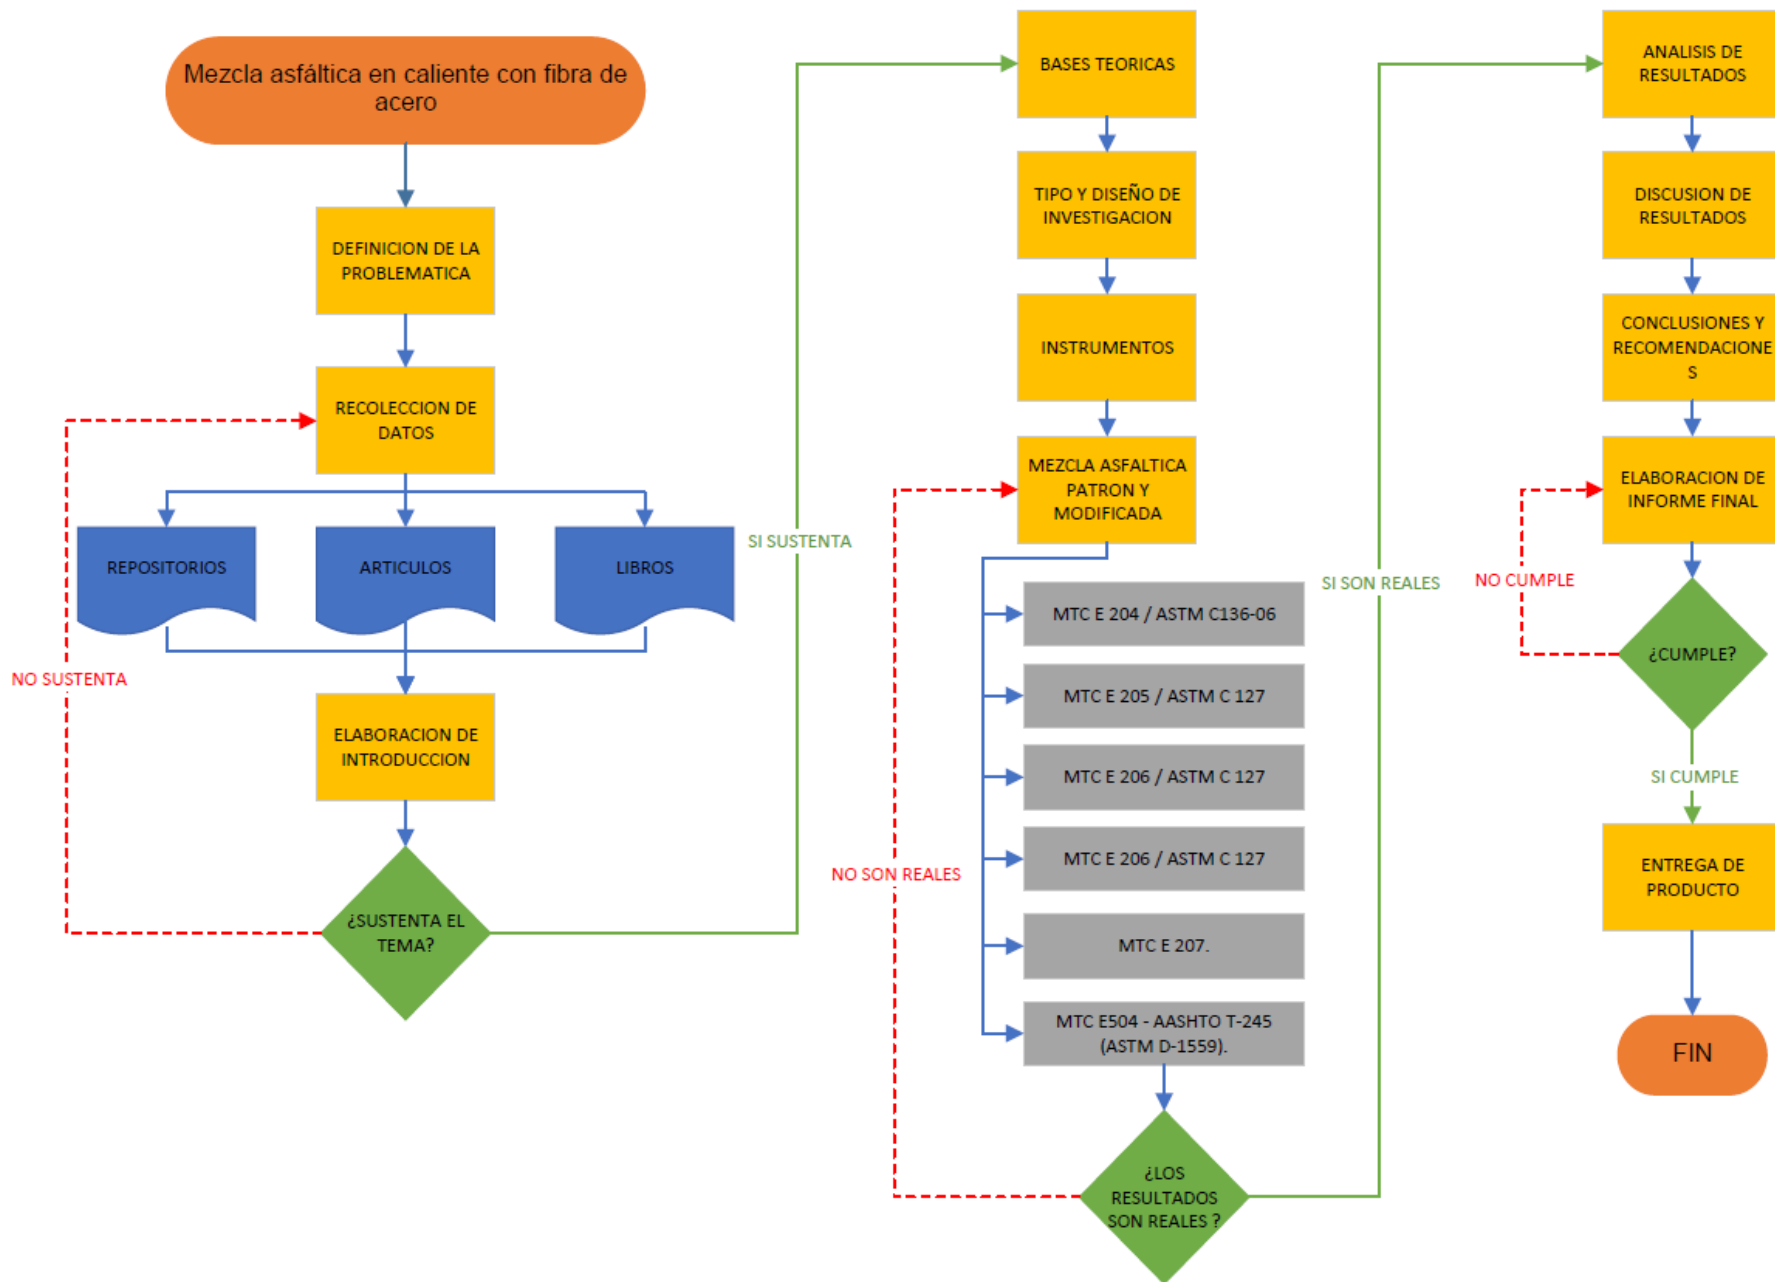 Mezcla asfáltica en caliente con fibra de
acero
DEFINICION DE LA
PROBLEMATICA
RECOLECCION DE
DATOS
REPOSITORIOS
ARTICULOS
LIBROS
NO SUSTENTA
ELABORACION DE
INTRODUCCION
¿SUSTENTA EL
TEMA?
SI SUSTENTA
BASES TEORICAS
TIPO Y DISEÑO DE
INVESTIGACION
INSTRUMENTOS
MEZCLA ASFALTICA
PATRON Y
MODIFICADA
MTC E 204 / ASTM C136-06
MTC E 205 / ASTM C 127
MTC E 206 / ASTM C 127
MTC E 206 / ASTM C 127
NO SON REALES
MTC E 207.
MTC E504 - AASHTO T-245
(ASTM D-1559).
¿LOS
RESULTADOS
SON REALES ?
SI SON REALES
ANALISIS DE
RESULTADOS
DISCUSION DE
RESULTADOS
CONCLUSIONES Y
RECOMENDACIONE
S
ELABORACION DE
INFORME FINAL
NO CUMPLE
¿CUMPLE?
SI CUMPLE
ENTREGA DE
PRODUCTO
FIN